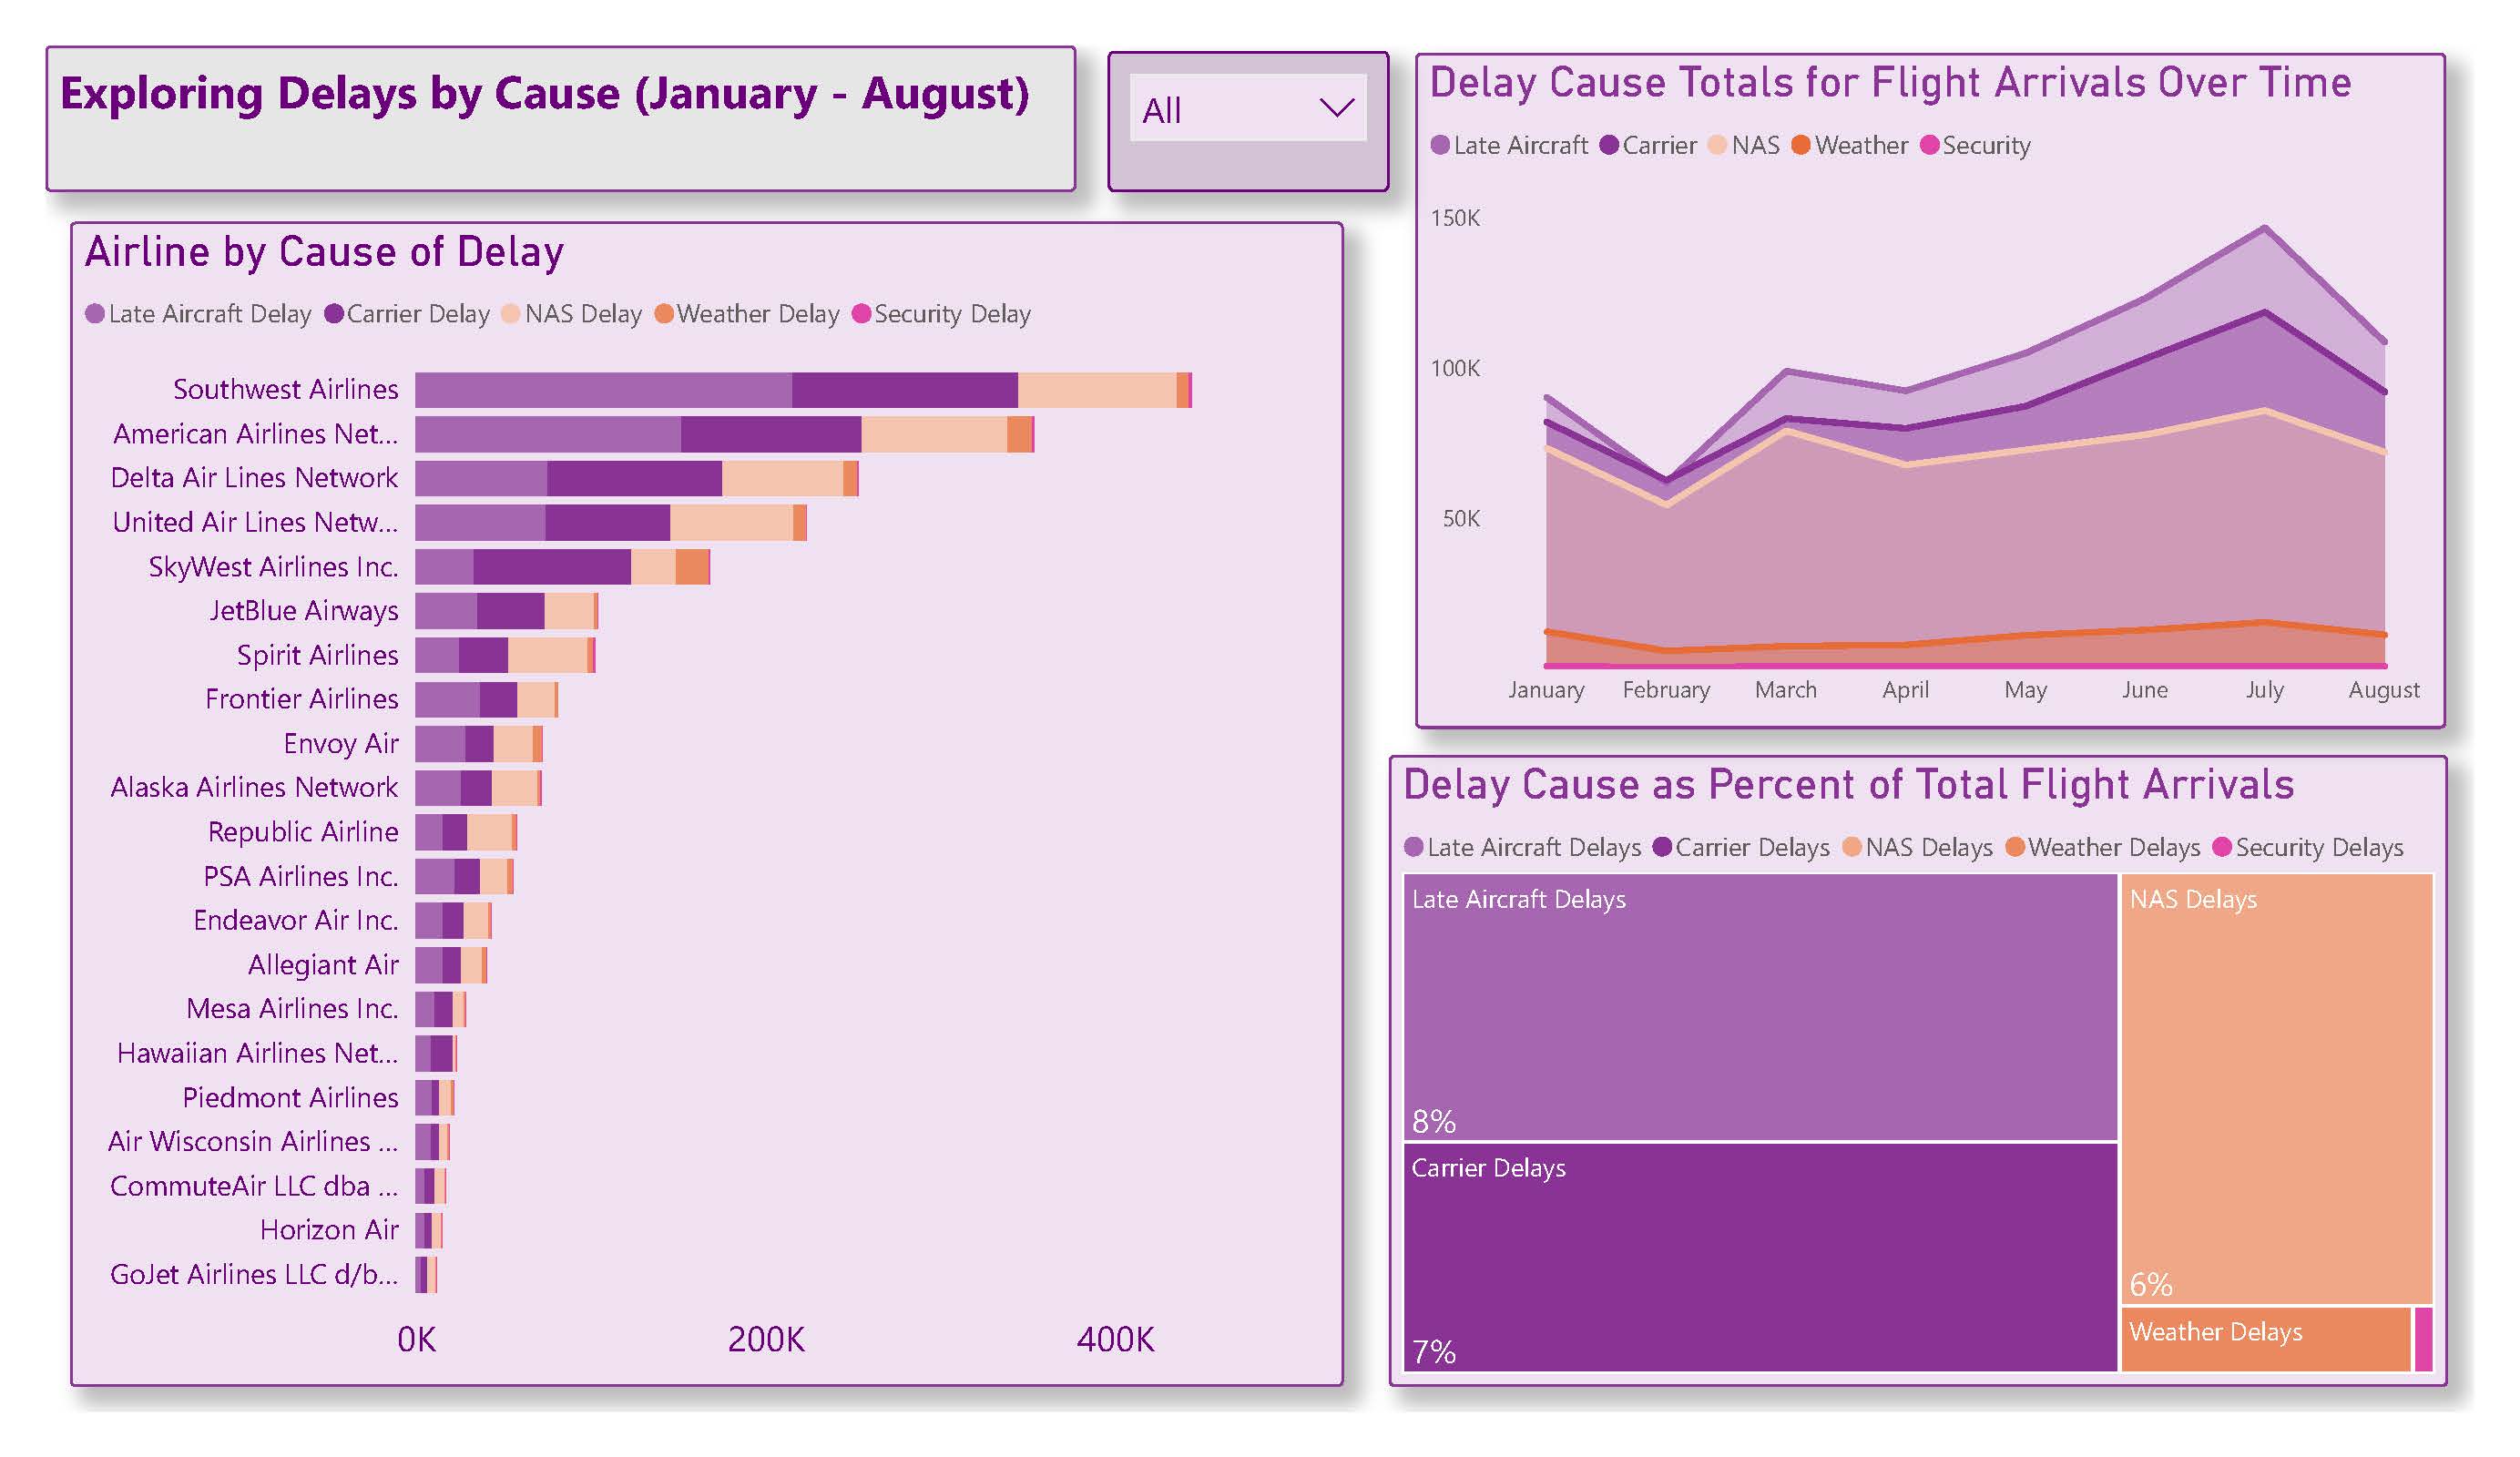 Exploring Delays by Cause (January - August)
All
Airline by Cause of Delay
Late Aircraft Delay Carrier Delay NAS Delay Weather Delay Security Delay
Southwest Airlines
American Airlines Net...
Delta Air Lines Network
United Air Lines Netw...
SkyWest Airlines Inc.
JetBlue Airways
Spirit Airlines
Frontier Airlines
Envoy Air
Alaska Airlines Network
Republic Airline
PSA Airlines Inc.
Endeavor Air Inc.
Allegiant Air
Mesa Airlines Inc.
Hawaiian Airlines Net...
Piedmont Airlines
Air Wisconsin Airlines ...
CommuteAir LLC dba ...
Horizon Air
GoJet Airlines LLC d/b...
0K 200K 400K
Delay Cause Totals for Flight Arrivals Over Time
Late Aircraft Carrier NAS Weather Security
150K
100K
50K
January February March April May June July August
Delay Cause as Percent of Total Flight Arrivals
Late Aircraft Delays Carrier Delays NAS Delays Weather Delays Security Delays
Late Aircraft Delays
8%
Carrier Delays
7%
NAS Delays
6%
Weather Delays